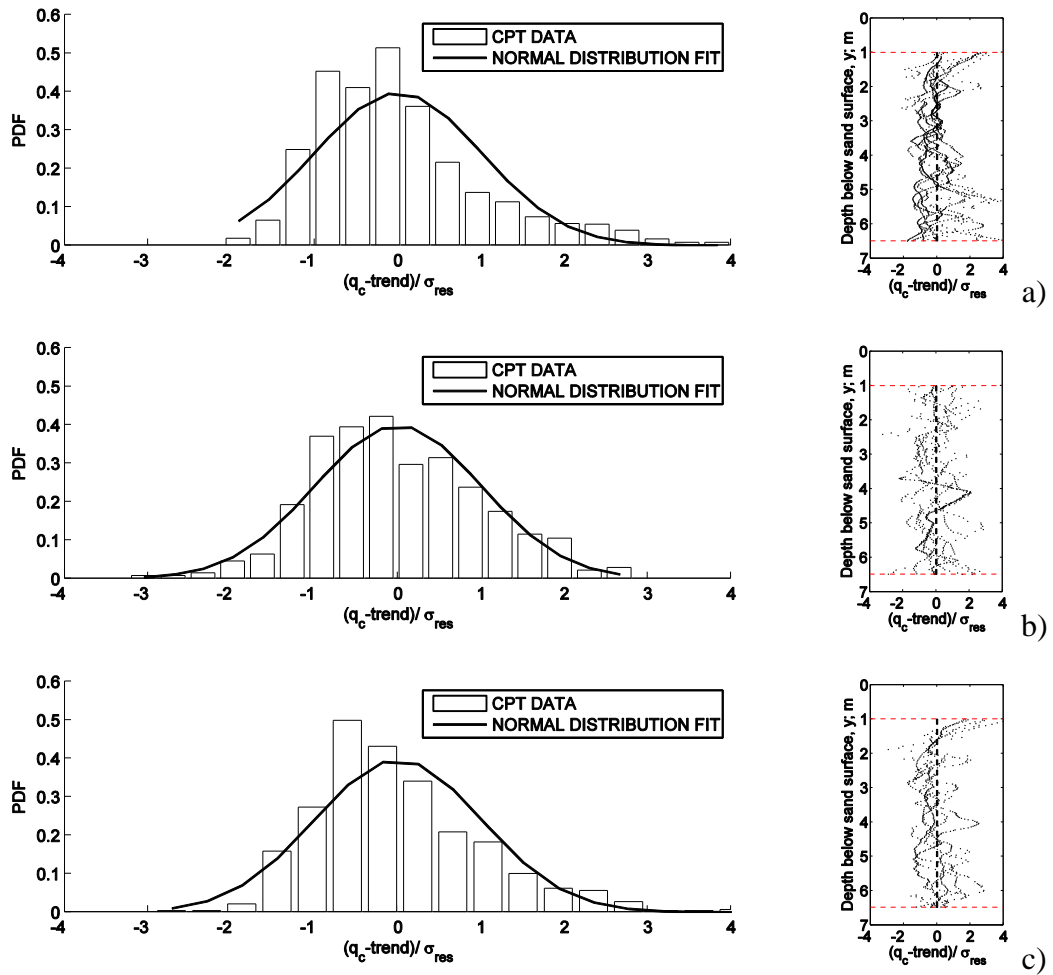 0.6
0.5
0.4
0.3
0.2
0.1
0
PDF
CPT DATA
NORMAL DISTRIBUTION FIT
-4 -3 -2 -1 0 1 2 3 4
(q_c-trend)/ σ_res
0
1
2
3
4
5
6
7
Depth below sand surface, y; m
-4 -2 0 2 4
(q_c-trend)/ σ_res
a)
0.6
0.5
0.4
0.3
0.2
0.1
0
PDF
CPT DATA
NORMAL DISTRIBUTION FIT
-4 -3 -2 -1 0 1 2 3 4
(q_c-trend)/ σ_res
0
1
2
3
4
5
6
7
Depth below sand surface, y; m
-4 -2 0 2 4
(q_c-trend)/ σ_res
b)
0.6
0.5
0.4
0.3
0.2
0.1
0
PDF
CPT DATA
NORMAL DISTRIBUTION FIT
-4 -3 -2 -1 0 1 2 3 4
(q_c-trend)/ σ_res
0
1
2
3
4
5
6
7
Depth below sand surface, y; m
-4 -2 0 2 4
(q_c-trend)/ σ_res
c)